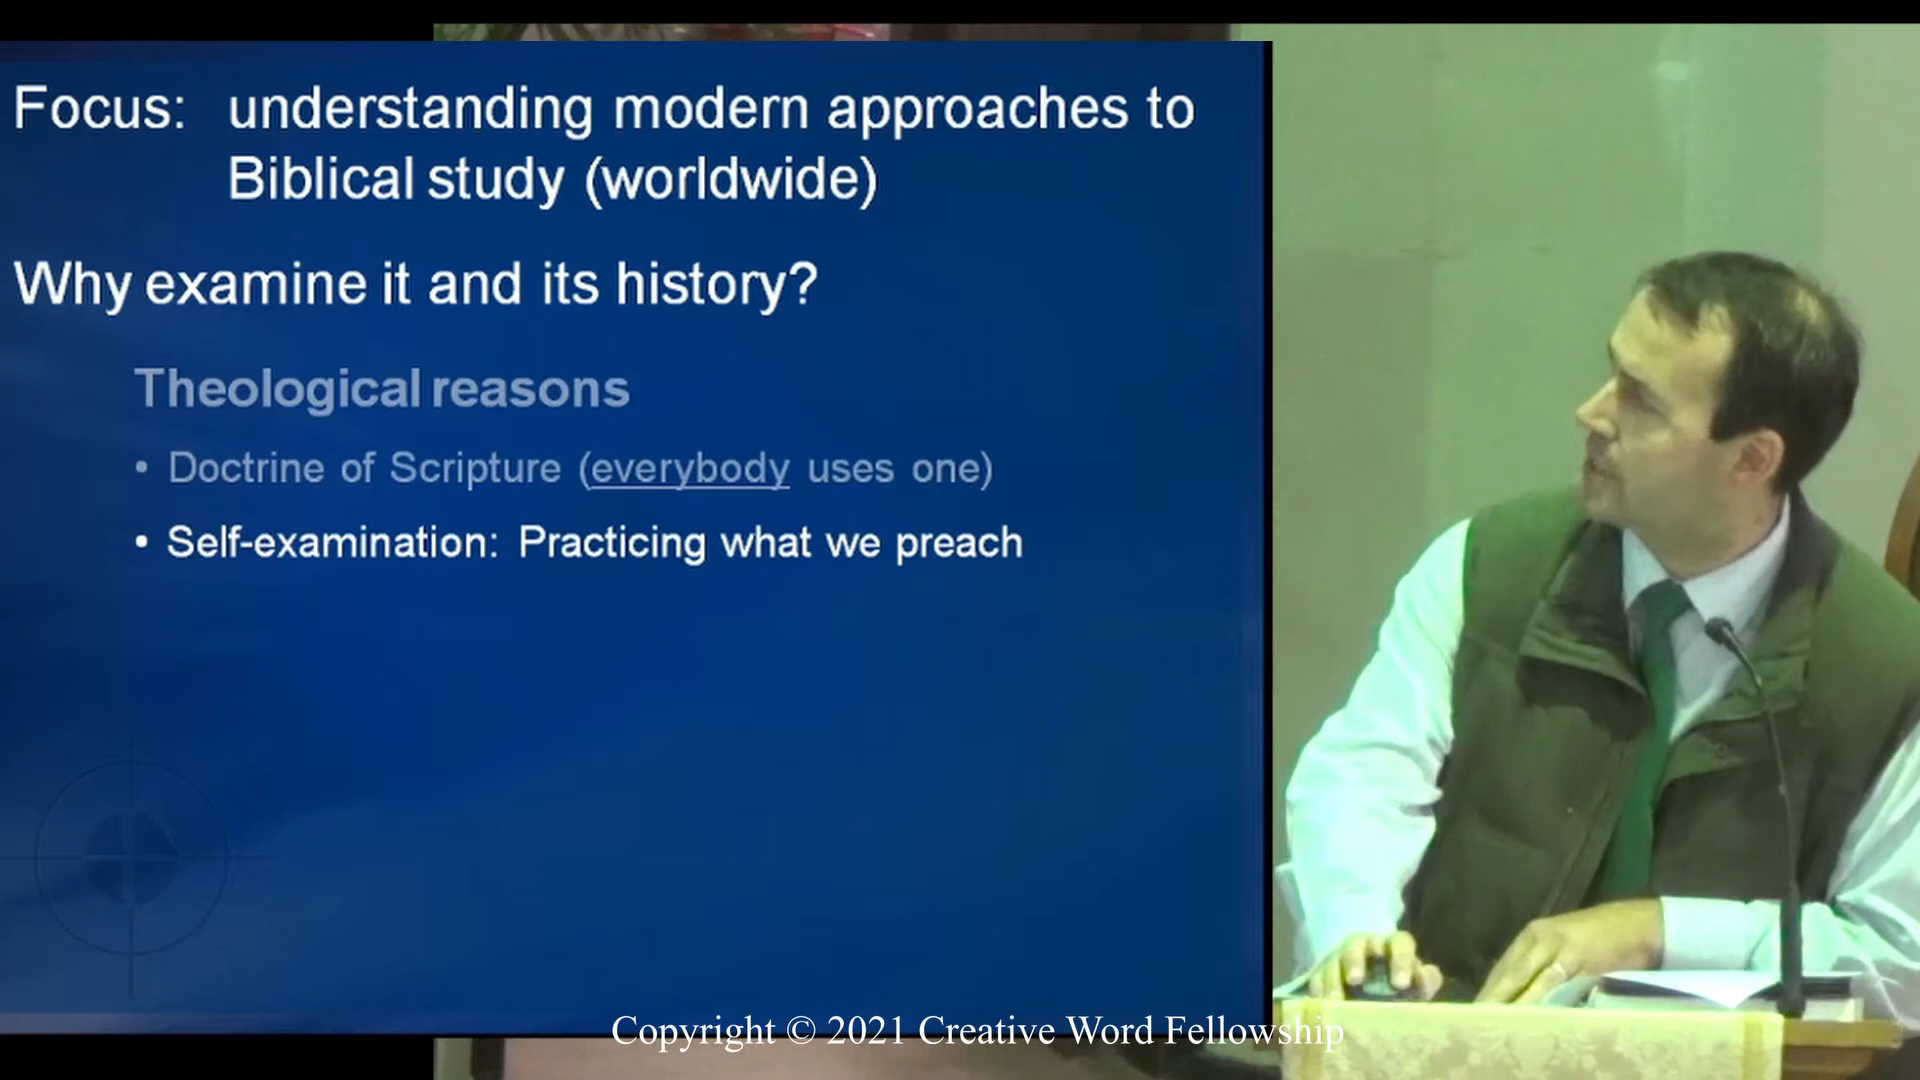 Focus: understanding modern approaches to
Biblical study (worldwide)
Why examine it and its history?
Theological reasons
• Doctrine of Scripture (everybody uses one)
• Self-examination: Practicing what we preach
Copyright © 2021 Creative Word Fellowship